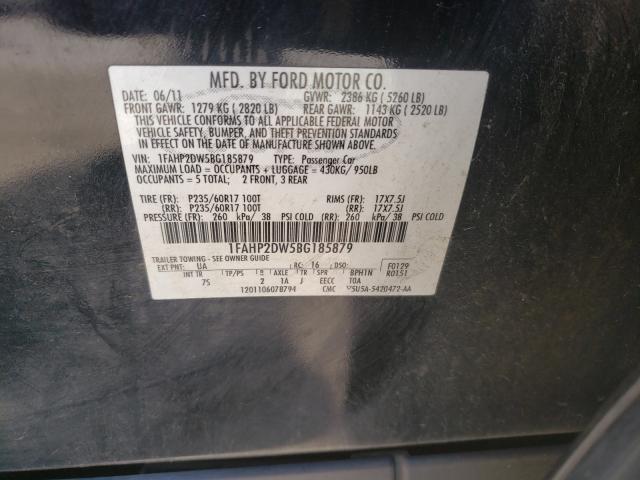 MFD. BY FORD MOTOR CO.
DATE: 06/11 GVWR: 2386 KG ( 5260 LB)
FRONT GAWR: 1279 KG ( 2820 LB) REAR GAWR: 1143 KG ( 2520 LB)
THIS VEHICLE CONFORMS TO ALL APPLICABLE FEDERAL MOTOR
VEHICLE SAFETY, BUMPER, AND THEFT PREVENTION STANDARDS
IN EFFECT ON THE DATE OF MANUFACTURE SHOWN ABOVE.
VIN: 1FAHP2DW5BG185879 TYPE: Passenger Car
MAXIMUM LOAD = OCCUPANTS + LUGGAGE = 430KG/950LB
OCCUPANTS = 5 TOTAL; 2 FRONT, 3 REAR
TIRE (FR): P235/60R17 100T RIMS (FR): 17X7.5J
(RR): P235/60R17 100T (RR): 17X7.5J
PRESSURE (FR): 260 kPa/ 38 PSI COLD (RR) 260 kPa/ 38 PSI COLD
1FAHP2DW5BG185879
TRAILER TOWING - SEE OWNER GUIDE
EXT PNT: UA RC: 16 DSO: F0129
INT TR TP/PS B AXLE TR SPR BPH1N R0151
7S 2 1A J EECC 10A
1201106078794 CMC 5U5A-5420472-AA